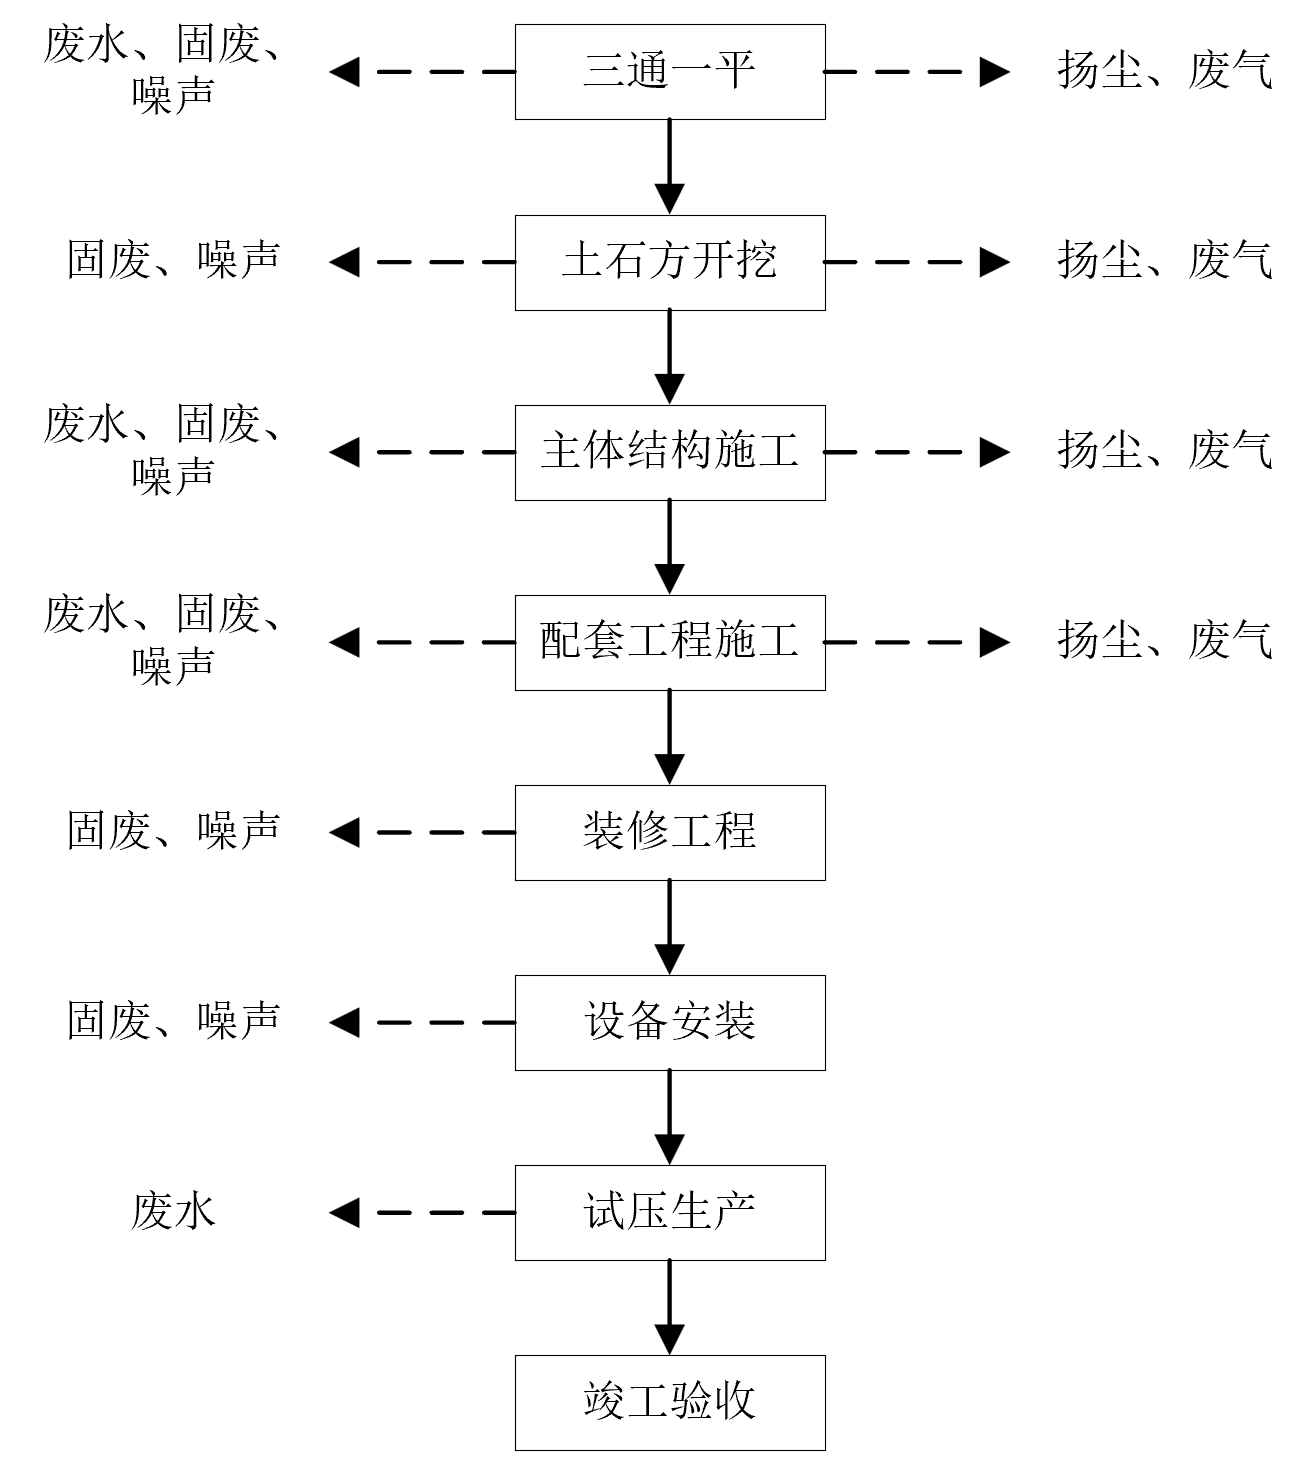 废水、固废、
噪声
三通一平
扬尘、废气
固废、噪声
土石方开挖
扬尘、废气
废水、固废、
噪声
主体结构施工
扬尘、废气
废水、固废、
噪声
配套工程施工
扬尘、废气
固废、噪声
装修工程
固废、噪声
设备安装
废水
试压生产
竣工验收